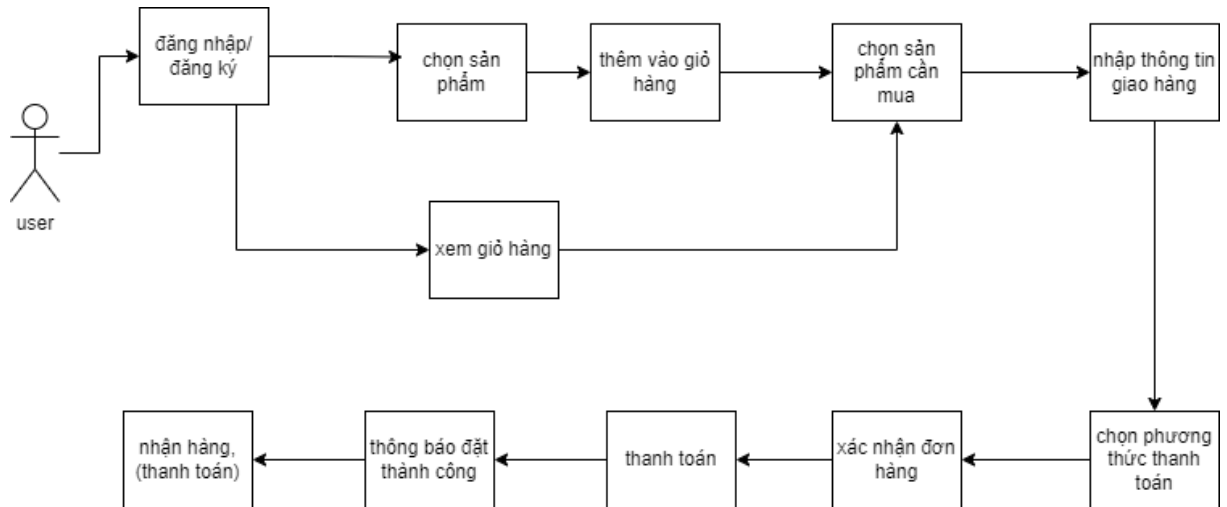 đăng nhập/
đăng ký
chọn sản
phẩm
thêm vào giỏ
hàng
chọn sản
phẩm cần
mua
nhập thông tin
giao hàng
user
xem giỏ hàng
nhận hàng,
(thanh toán)
thông báo đặt
thành công
thanh toán
xác nhận đơn
hàng
chọn phương
thức thanh
toán